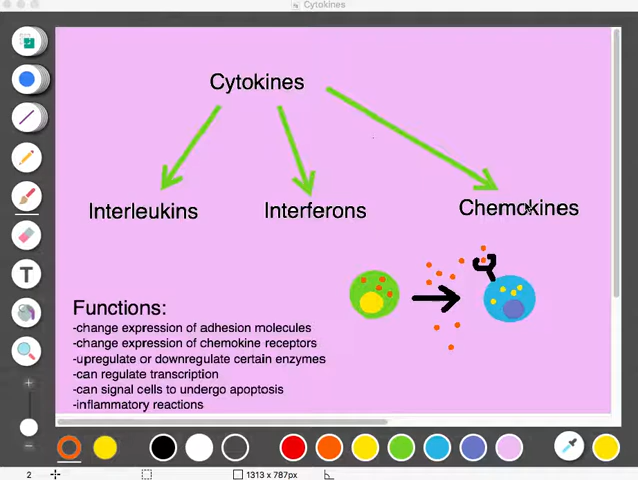 Cytokines
Cytokines
Interleukins Interferons Chemokines
Functions:
-change expression of adhesion molecules
-change expression of chemokine receptors
-upregulate or downregulate certain enzymes
-can regulate transcription
-can signal cells to undergo apoptosis
-inflammatory reactions
T
2 1313 x 787px